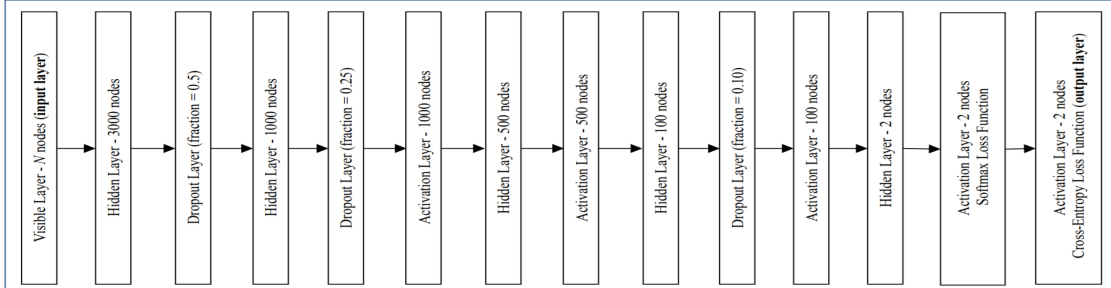 Visible Layer - N nodes (input layer)
Hidden Layer - 3000 nodes
Dropout Layer (fraction = 0.5)
Hidden Layer - 1000 nodes
Dropout Layer (fraction = 0.25)
Activation Layer - 1000 nodes
Hidden Layer - 500 nodes
Activation Layer - 500 nodes
Hidden Layer - 100 nodes
Dropout Layer (fraction = 0.10)
Activation Layer - 100 nodes
Hidden Layer - 2 nodes
Activation Layer - 2 nodes
Softmax Loss Function
Activation Layer - 2 nodes
Cross-Entropy Loss Function (output layer)